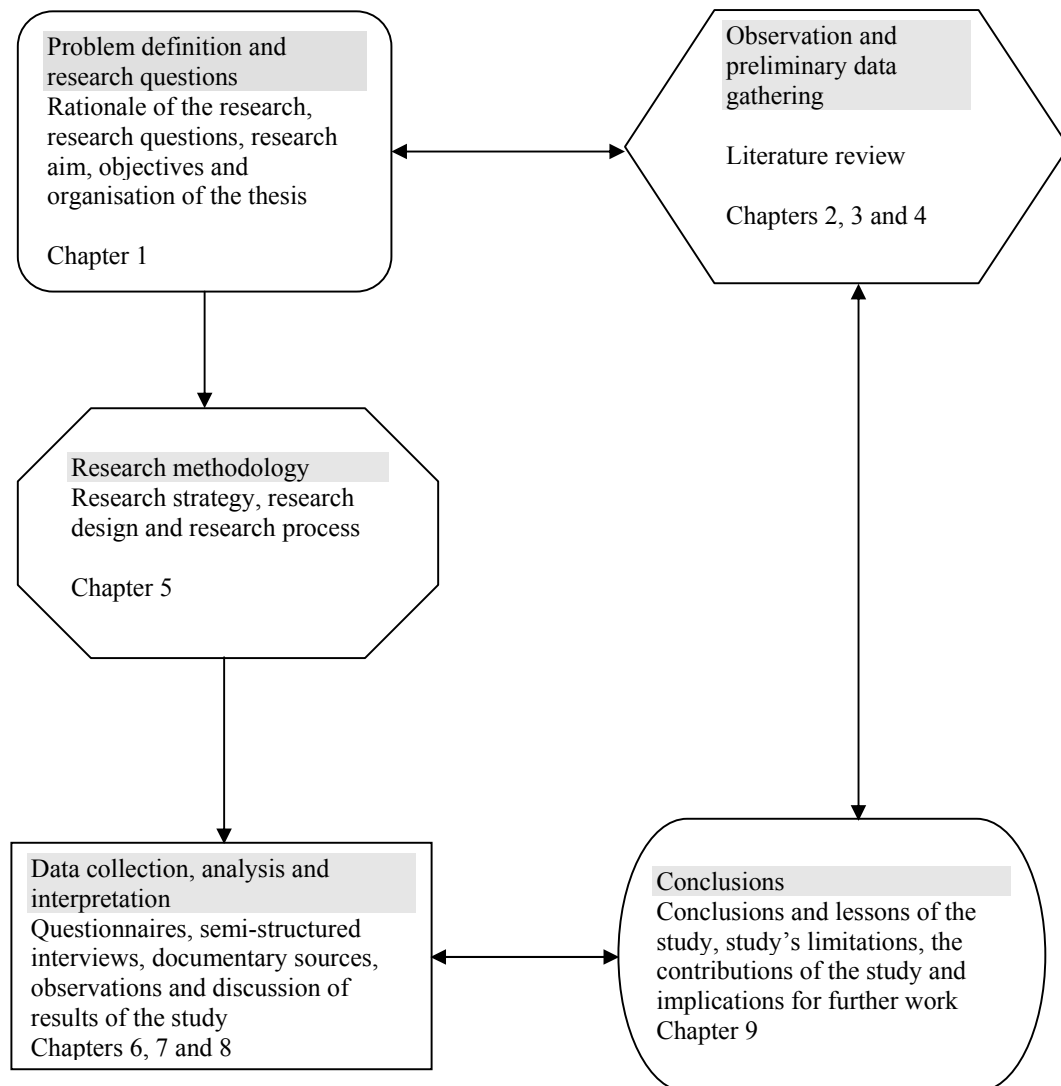 Problem definition and
research questions
Rationale of the research,
research questions, research
aim, objectives and
organisation of the thesis
Chapter 1
Observation and
preliminary data
gathering
Literature review
Chapters 2, 3 and 4
Research methodology
Research strategy, research
design and research process
Chapter 5
Data collection, analysis and
interpretation
Questionnaires, semi-structured
interviews, documentary sources,
observations and discussion of
results of the study
Chapters 6, 7 and 8
Conclusions
Conclusions and lessons of the
study, study’s limitations, the
contributions of the study and
implications for further work
Chapter 9